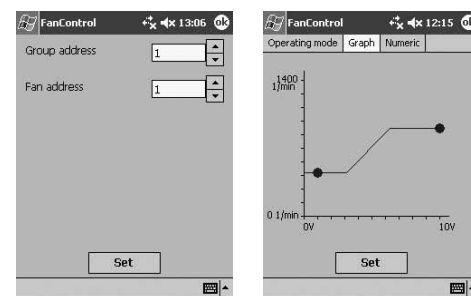 FanControl 13:06 ok
Group address 1
Fan address 1
Set
FanControl 12:15 ok
Operating mode Graph Numeric
1400
1/min
0 1/min
0V 10V
Set